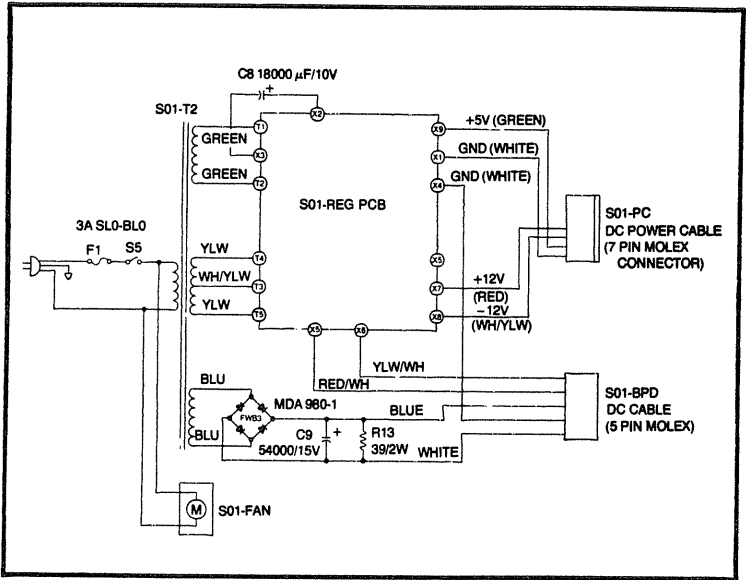 C8 18000 µF/10V
+
S01-T2
X2
T1
X9
+5V (GREEN)
GREEN
X3
X1
GND (WHITE)
GREEN
T2
X4
GND (WHITE)
S01-REG PCB
S01-PC
DC POWER CABLE
(7 PIN MOLEX
CONNECTOR)
3A SL0-BL0
F1
S5
YLW
T4
X5
WH/YLW
T3
X7
+12V
(RED)
YLW
T5
X8
-12V
(WH/YLW)
X5
X6
YLW/WH
RED/WH
BLU
MDA 980-1
FWB3
BLUE
S01-BPD
DC CABLE
(5 PIN MOLEX)
BLU
C9
+
54000/15V
R13
39/2W
WHITE
M
S01-FAN